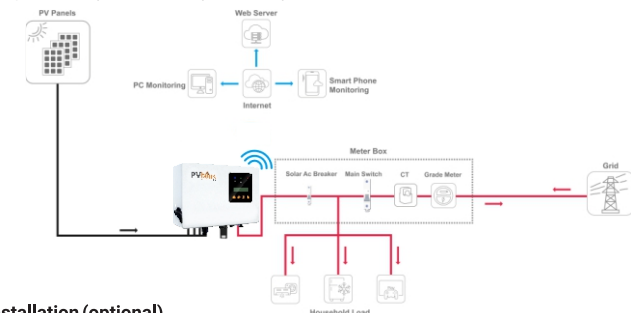 PV Panels
Web Server
PC Monitoring
Internet
Smart Phone
Monitoring
Meter Box
Solar Ac Breaker
Main Switch
CT
Grade Meter
Grid
Household Load
stallation (optional)